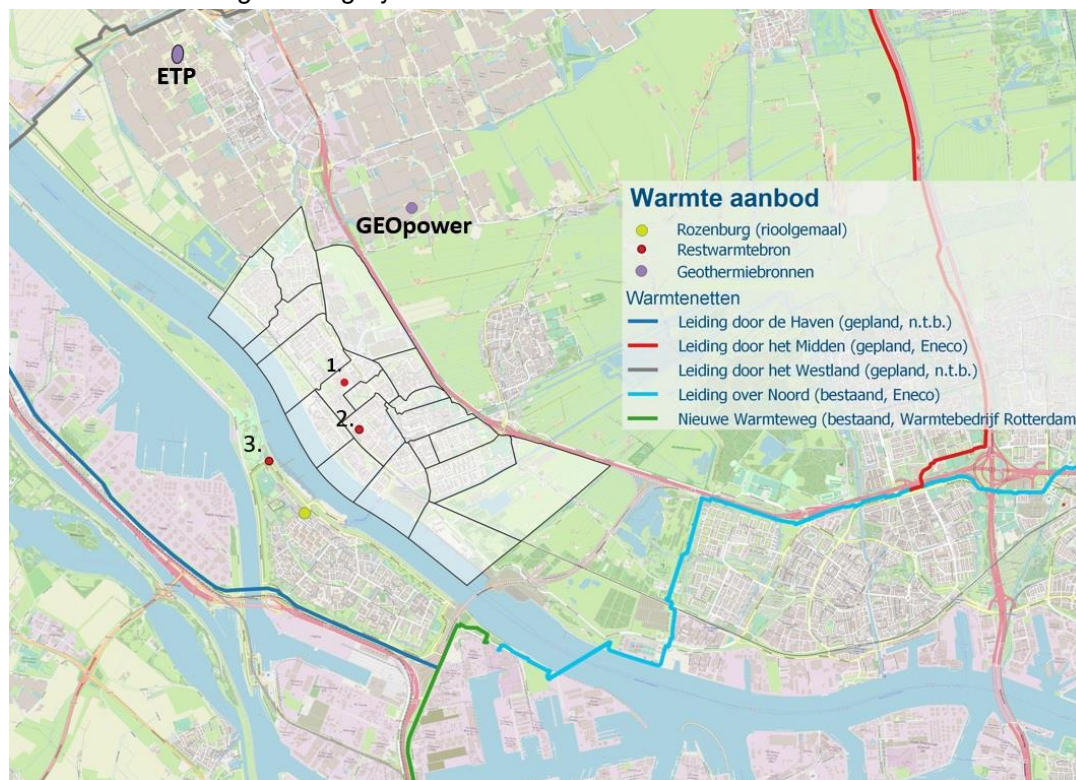 ETP
GEOpower
1.
2.
3.
Warmte aanbod
Rozenburg (rioolgemaal)
Restwarmtebron
Geothermiebronnen
Warmtenetten
Leiding door de Haven (gepland, n.t.b.)
Leiding door het Midden (gepland, Eneco)
Leiding door het Westland (gepland, n.t.b.)
Leiding over Noord (bestaand, Eneco)
Nieuwe Warmteweg (bestaand, Warmtebedrijf Rotterdam